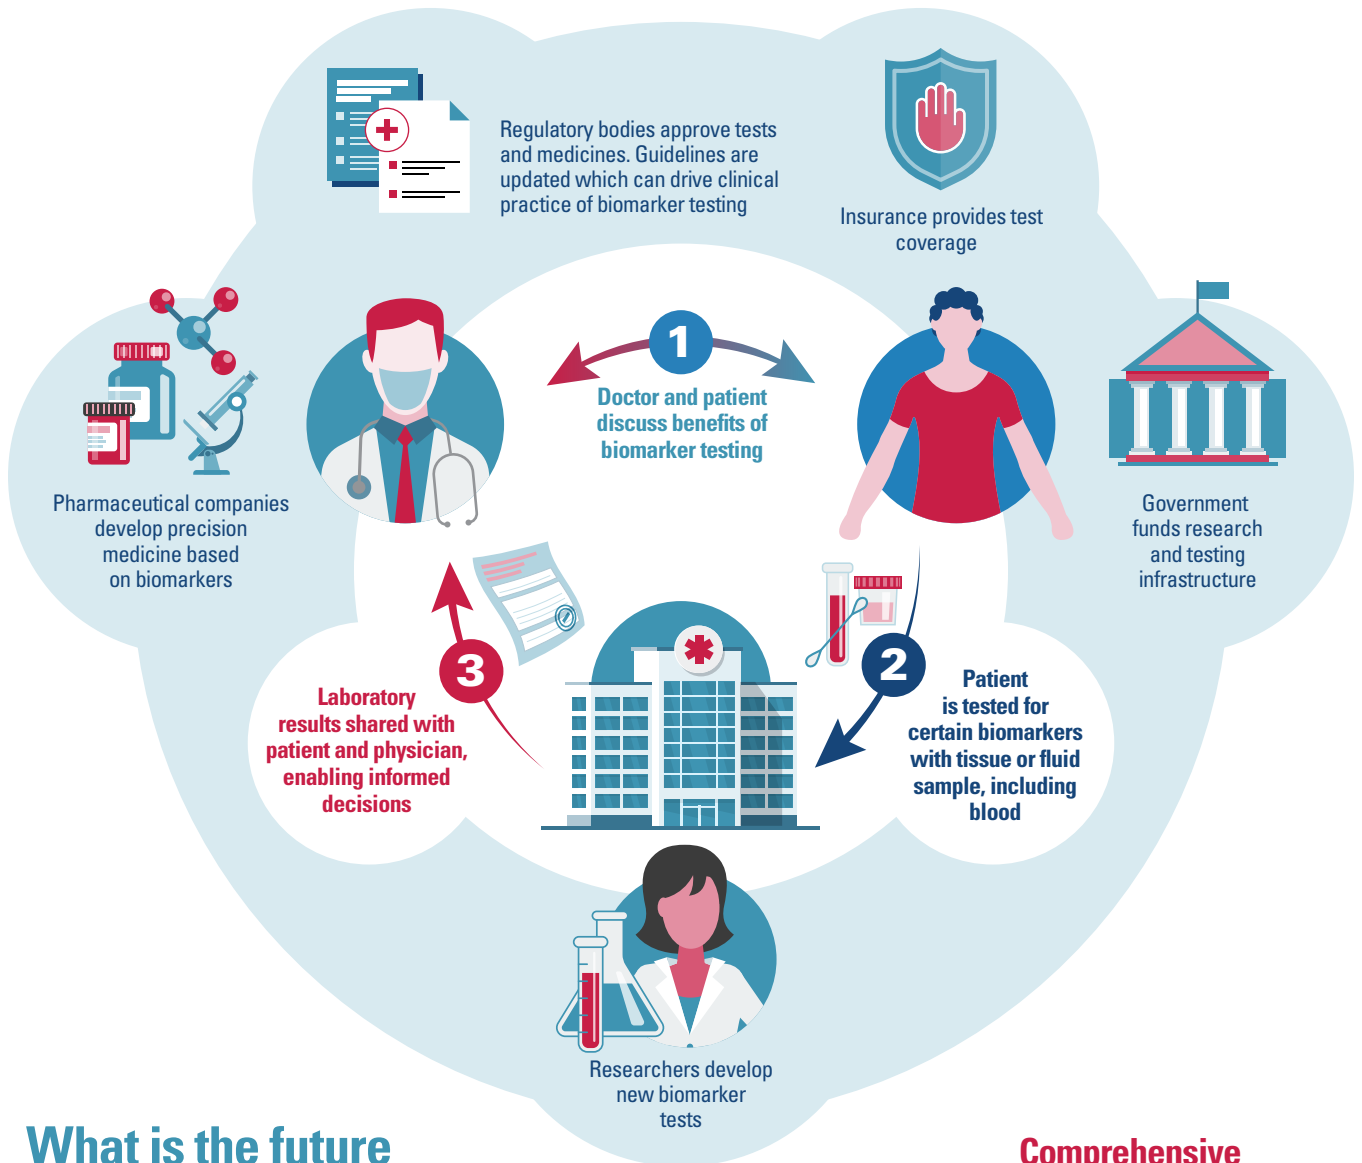 Regulatory bodies approve tests
and medicines. Guidelines are
updated which can drive clinical
practice of biomarker testing
Insurance provides test
coverage
1
Doctor and patient
discuss benefits of
biomarker testing
Pharmaceutical companies
develop precision
medicine based
on biomarkers
Government
funds research
and testing
infrastructure
2
Patient
is tested for
certain biomarkers
with tissue or fluid
sample, including
blood
3
Laboratory
results shared with
patient and physician,
enabling informed
decisions
Researchers develop
new biomarker
tests
What is the future
Comprehensive